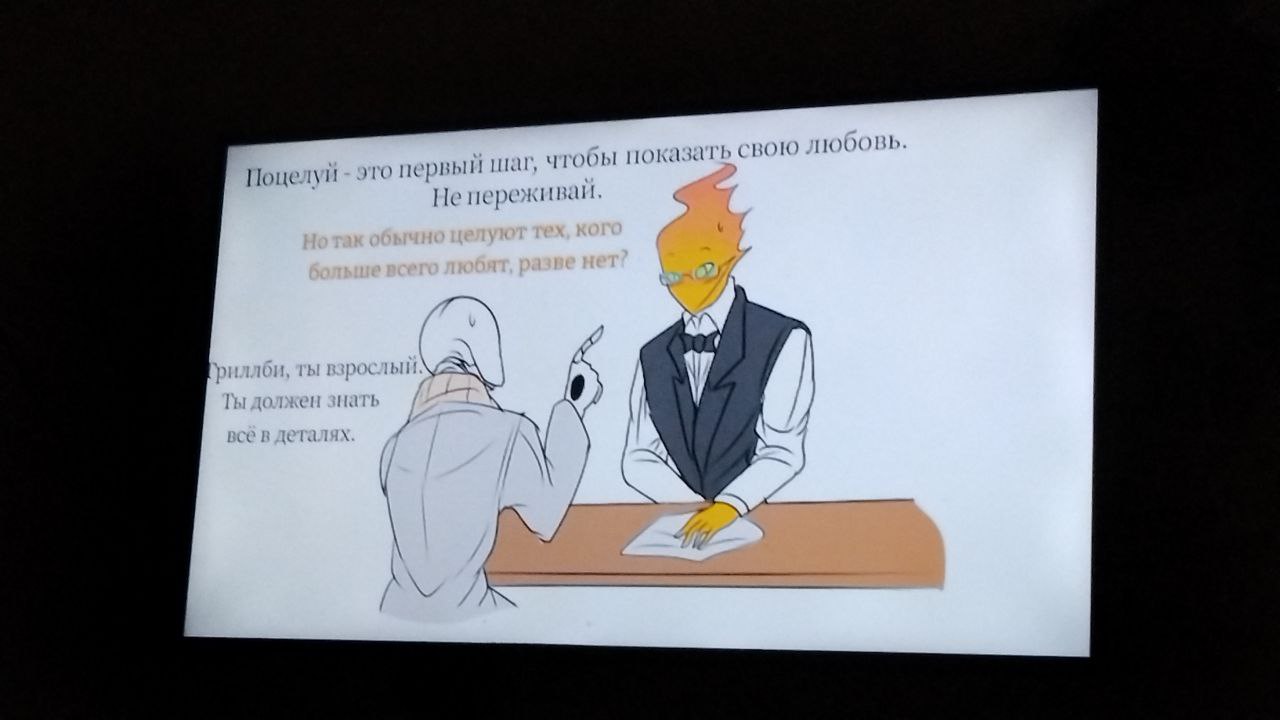 Поцелуй - это первый шаг, чтобы показать свою любовь.
Не переживай.
Но так обычно целуют тех, кого
больше всего любят, разве нет?
Гриллби, ты взрослый.
Ты должен знать
всё в деталях.